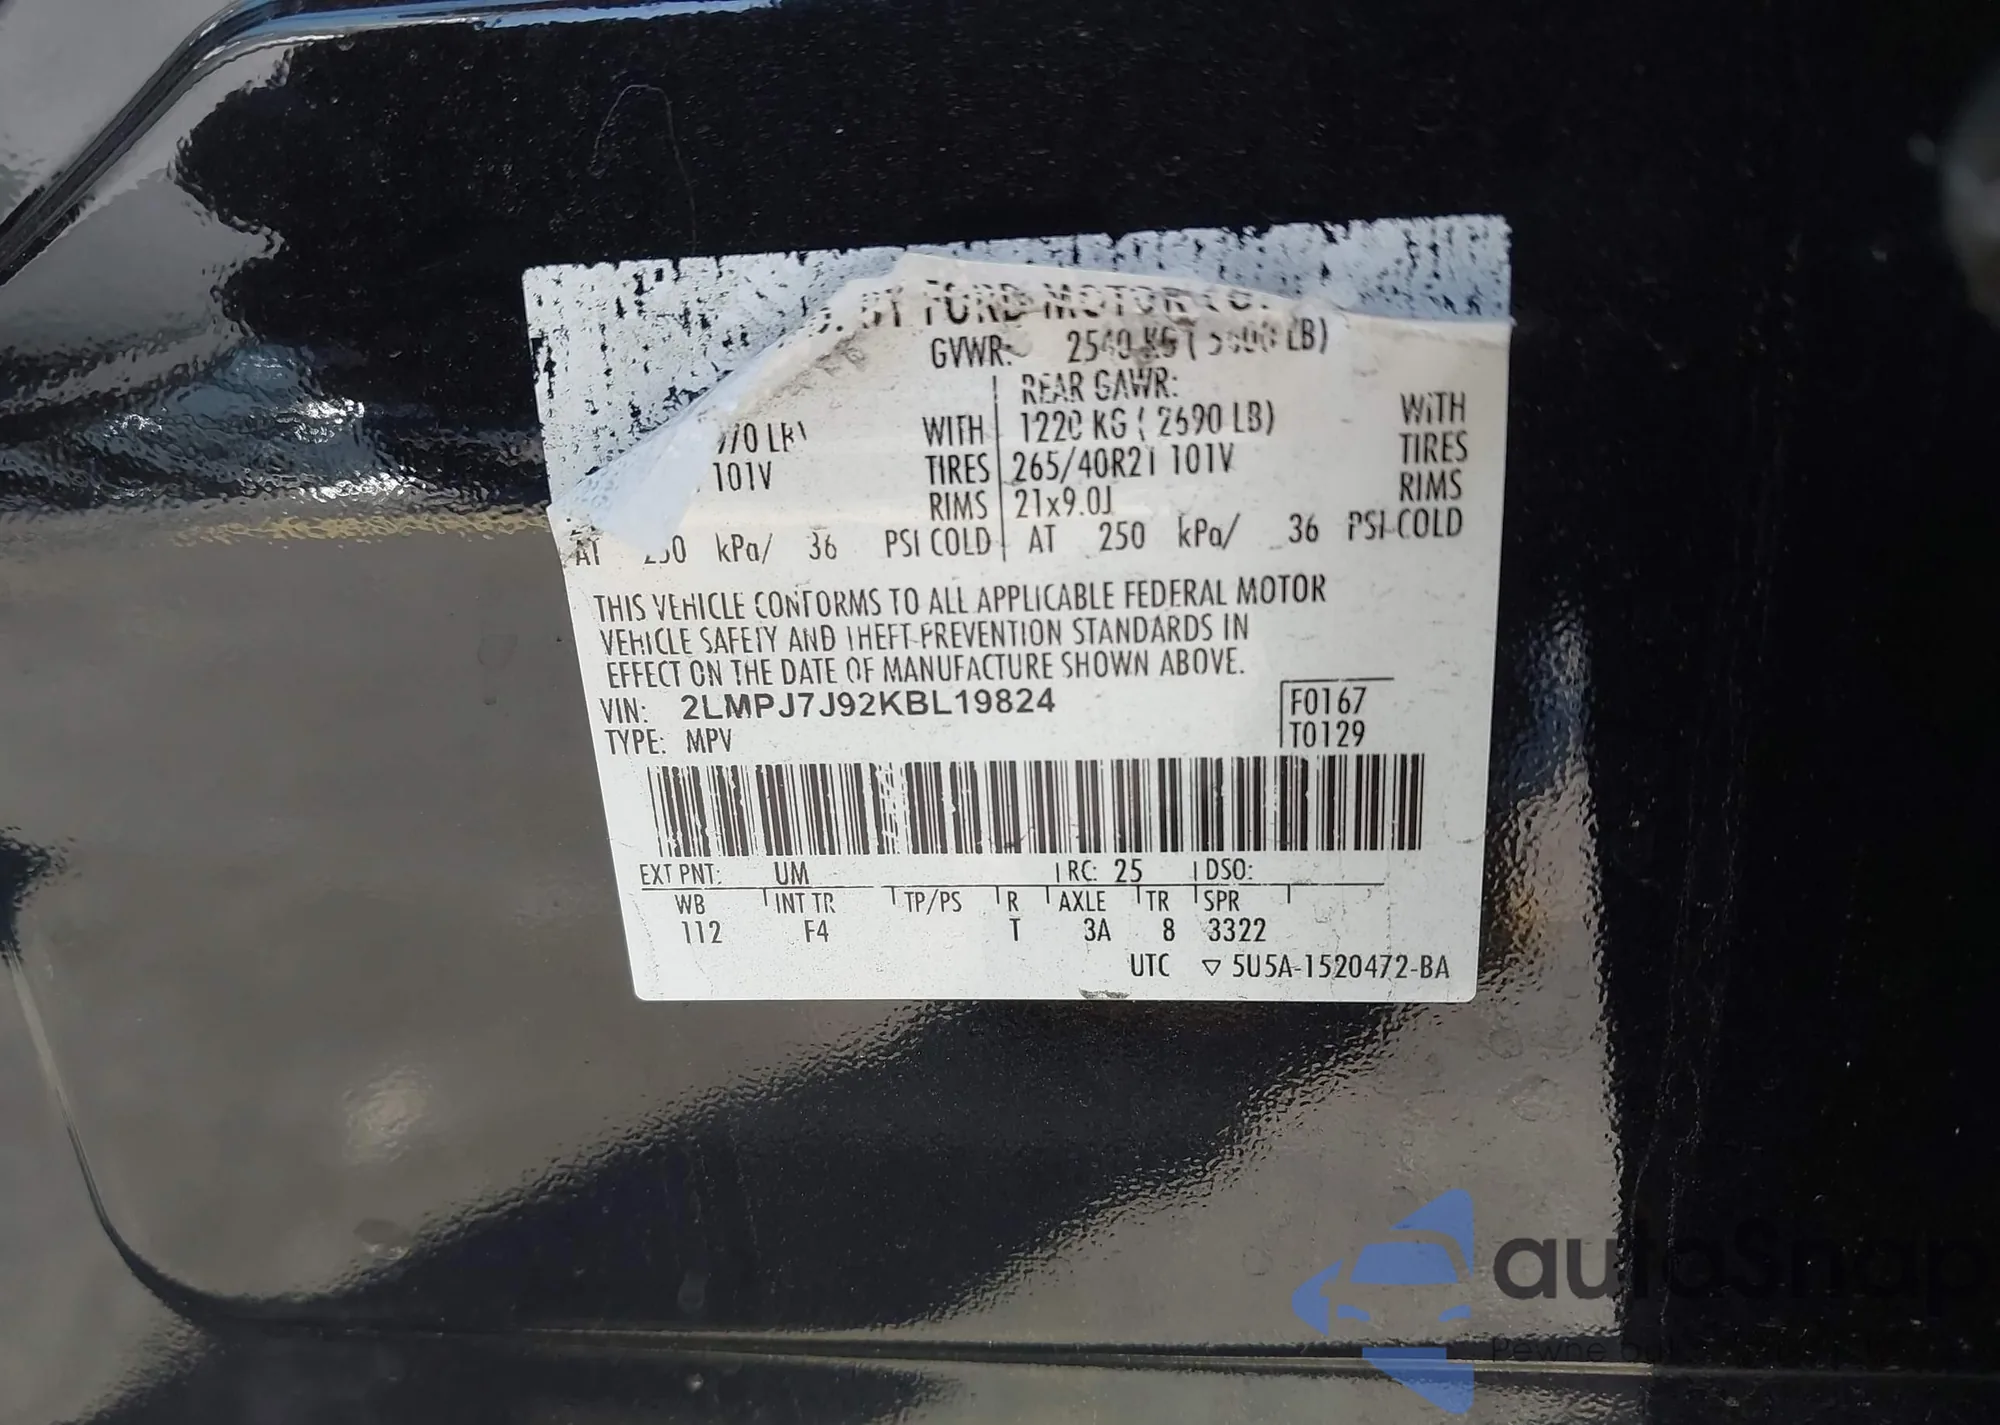 BY FORD MOTOR CO.
GVWR: 2540 KG ( LB)
REAR GAWR:
WITH 1220 KG ( 2690 LB) WITH
101V TIRES 265/40R21 101V TIRES
RIMS 21x9.0J RIMS
AT kPa/ 36 PSI COLD AT 250 kPa/ 36 PSI COLD
THIS VEHICLE CONFORMS TO ALL APPLICABLE FEDERAL MOTOR
VEHICLE SAFETY AND THEFT PREVENTION STANDARDS IN
EFFECT ON THE DATE OF MANUFACTURE SHOWN ABOVE.
VIN: 2LMPJ7J92KBL19824 F0167
TYPE: MPV T0129
EXT PNT: UM RC: 25 DSO:
WB INT TR TP/PS R AXLE TR SPR
112 F4 T 3A 8 3322
UTC ▽ 5U5A-1520472-BA
autoSnap
Pewne